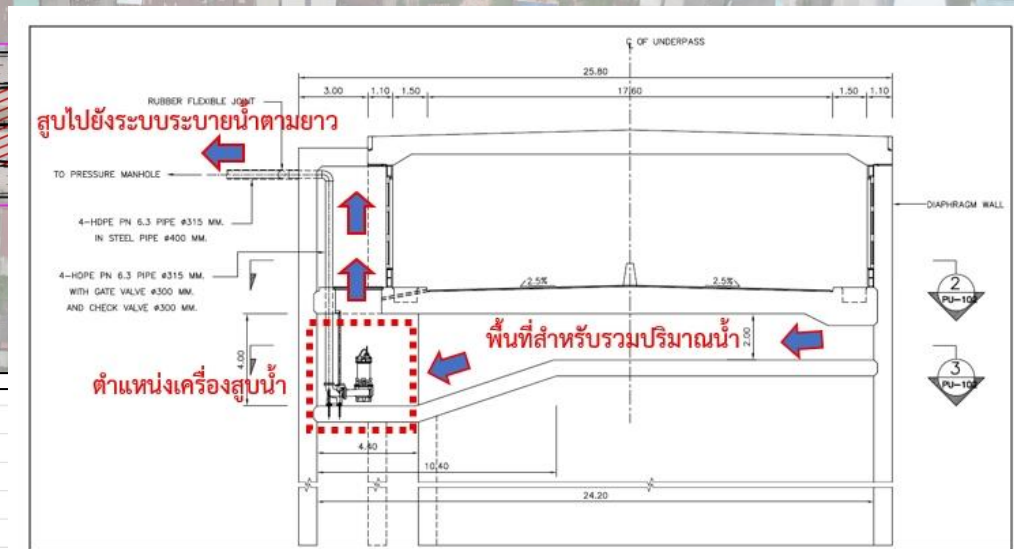 ℄ OF UNDERPASS
25.80
3.00
1.10
1.50
17.60
1.50
1.10
RUBBER FLEXIBLE JOINT
สูบไปยังระบบระบายน้ำตามยาว
TO PRESSURE MANHOLE
DIAPHRAGM WALL
4-HDPE PN 6.3 PIPE ø315 MM.
IN STEEL PIPE ø400 MM.
4-HDPE PN 6.3 PIPE ø315 MM.
WITH GATE VALVE ø300 MM.
AND CHECK VALVE ø300 MM.
2.5%
2.5%
2
PU-102
พื้นที่สำหรับรวมปริมาณน้ำ
2.00
4.00
ตำแหน่งเครื่องสูบน้ำ
3
PU-102
4.40
10.40
24.20